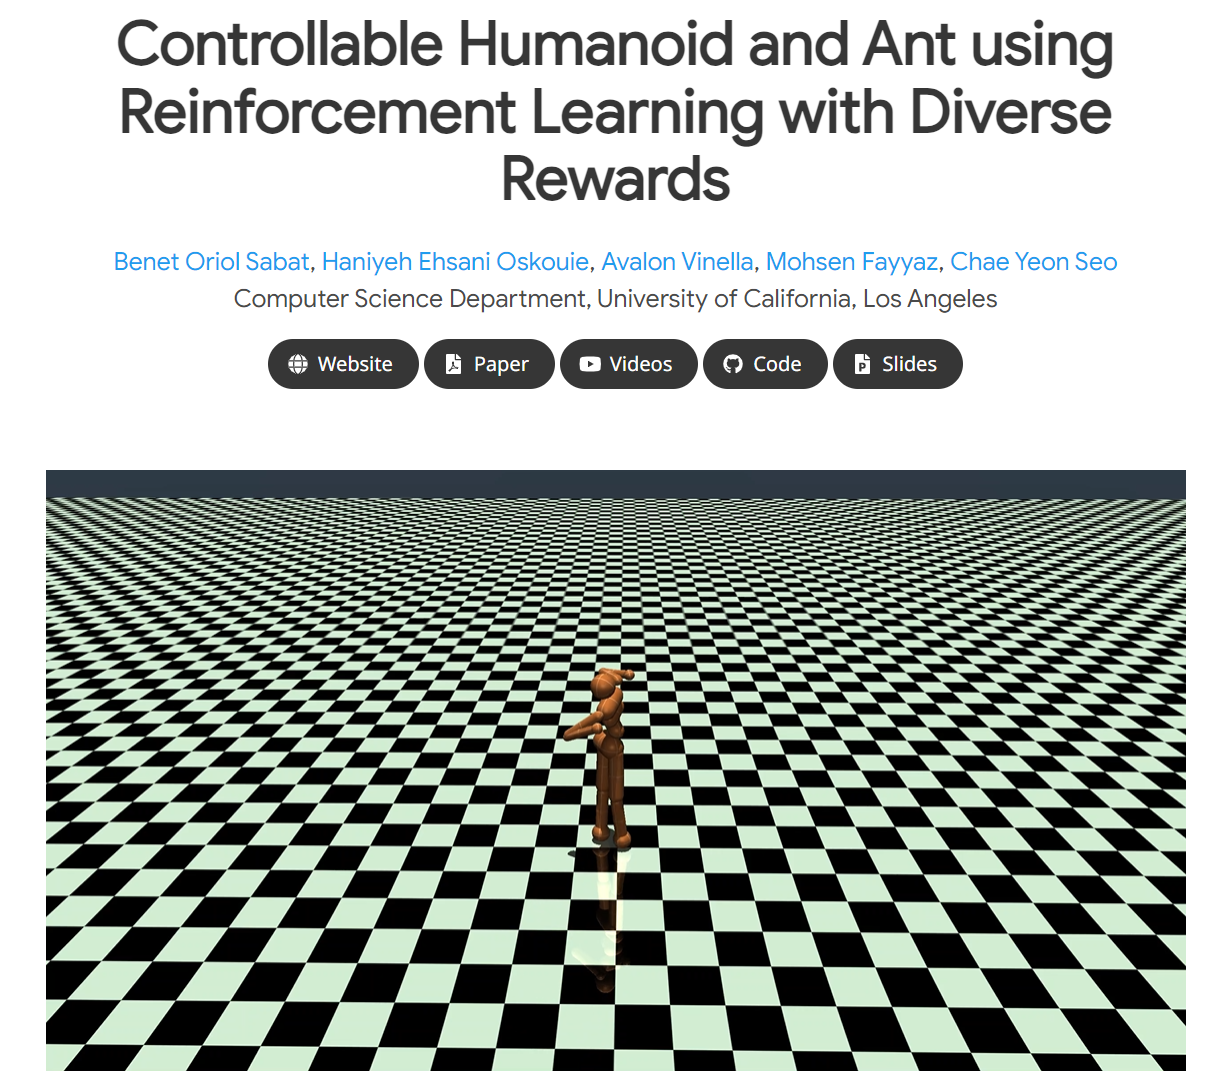 Controllable Humanoid and Ant using
Reinforcement Learning with Diverse
Rewards
Benet Oriol Sabat, Haniyeh Ehsani Oskouie, Avalon Vinella, Mohsen Fayyaz, Chae Yeon Seo
Computer Science Department, University of California, Los Angeles
Website Paper Videos Code Slides